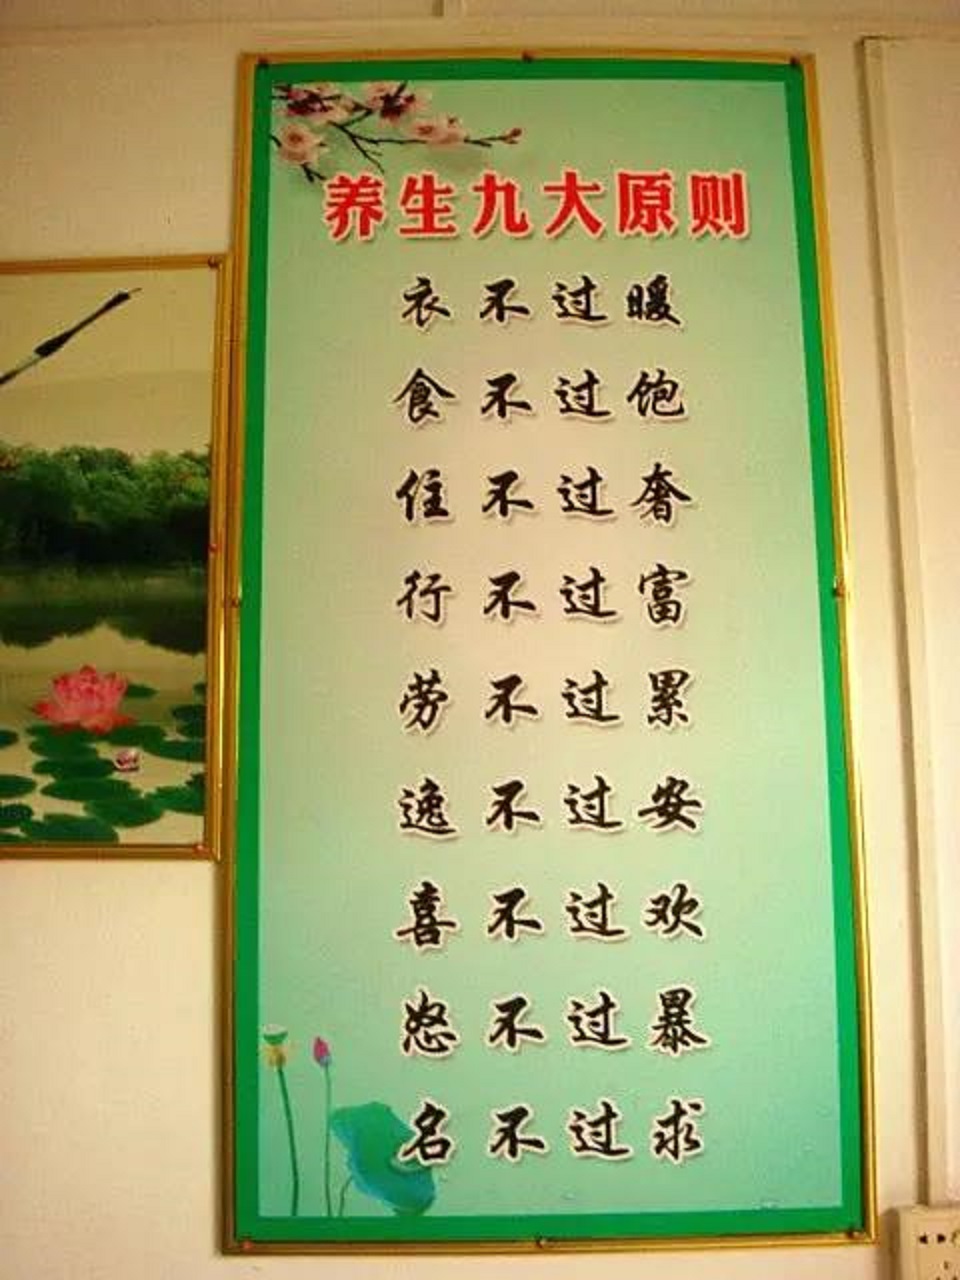 养生九大原则
衣不过暖
食不过饱
住不过奢
行不过富
劳不过累
逸不过安
喜不过欢
怒不过暴
名不过求